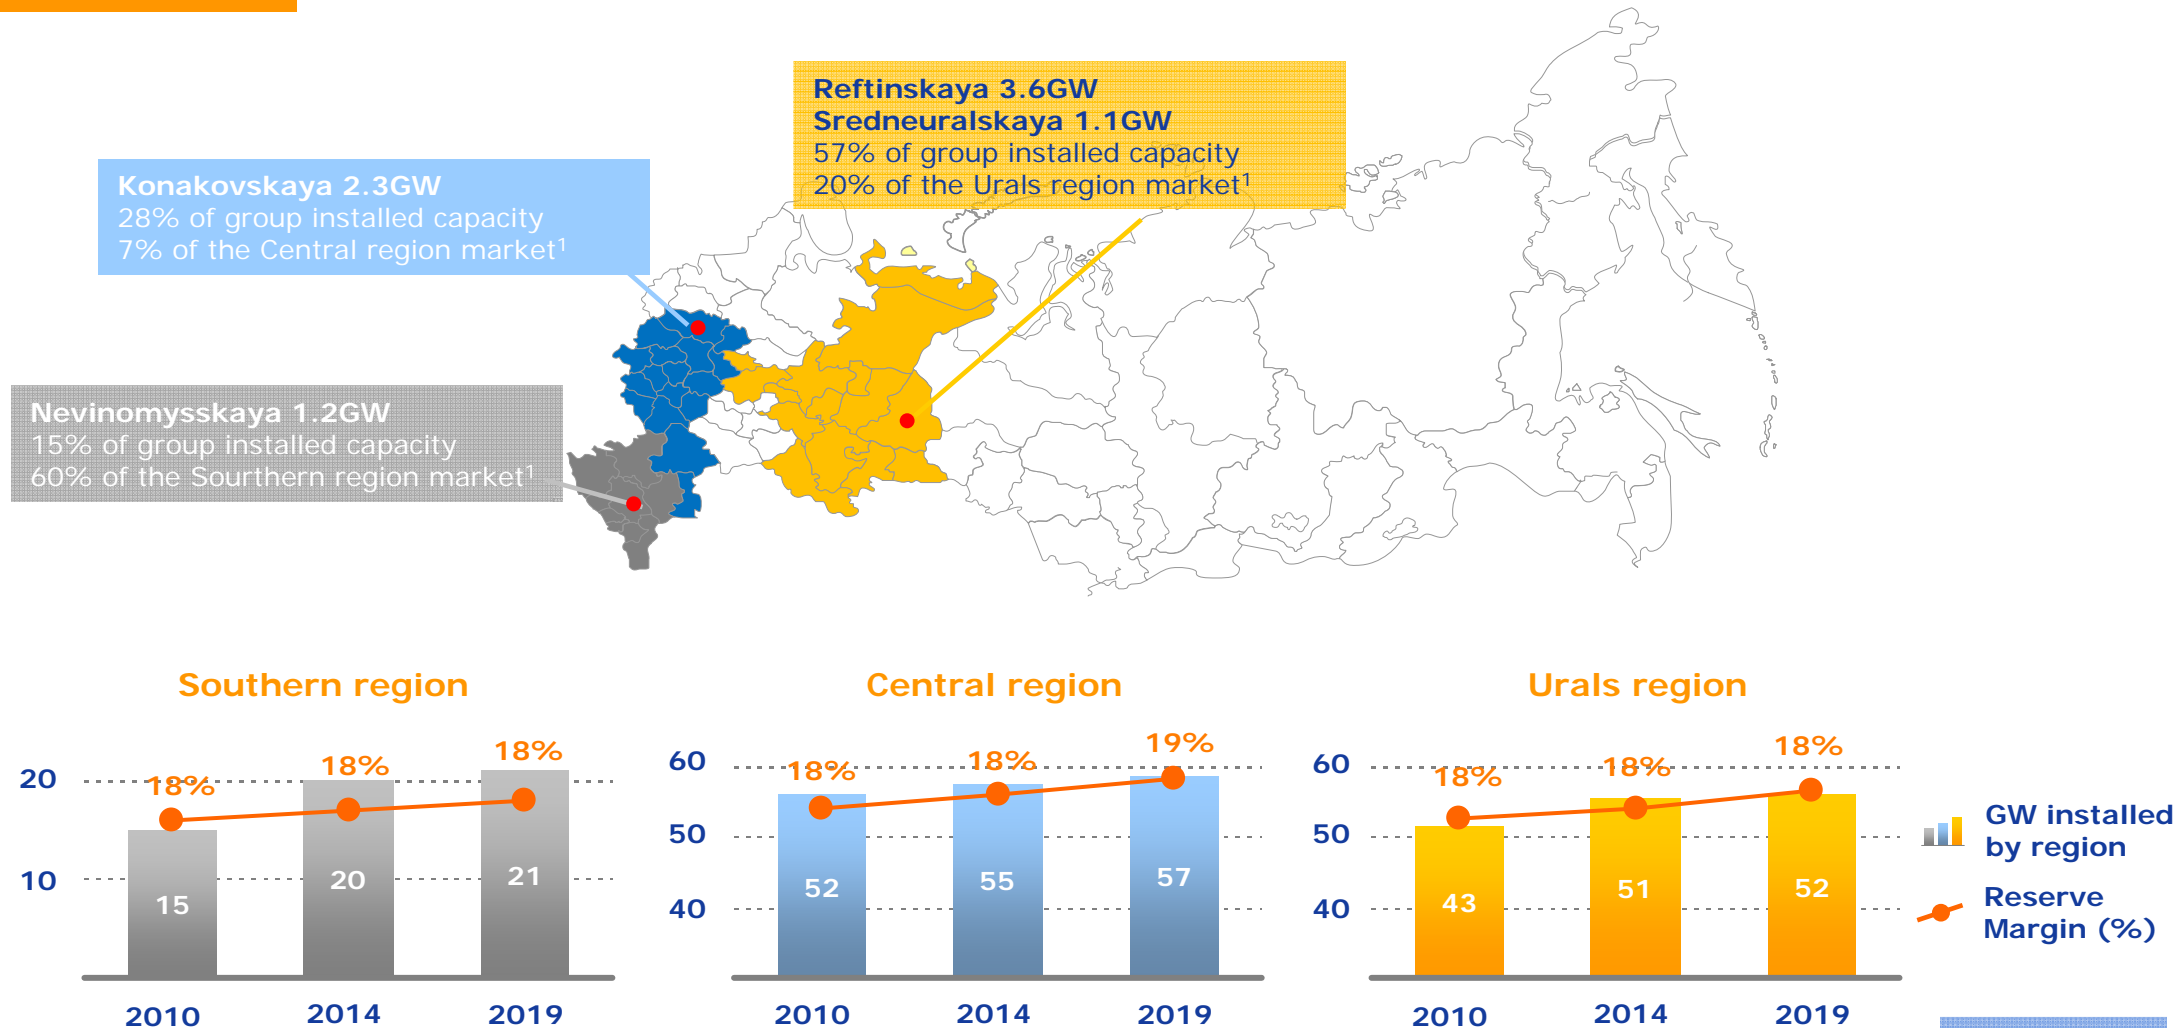 Reftinskaya 3.6GW
Sredneuralskaya 1.1GW
57% of group installed capacity
20% of the Urals region market¹
Konakovskaya 2.3GW
28% of group installed capacity
7% of the Central region market¹
Nevinomysskaya 1.2GW
15% of group installed capacity
60% of the Sourthern region market¹
Southern region
20
10
18%
18%
18%
15
20
21
2010
2014
2019
Central region
60
50
40
18%
18%
19%
52
55
57
2010
2014
2019
Urals region
60
50
40
18%
18%
18%
43
51
52
2010
2014
2019
GW installed
by region
Reserve
Margin (%)